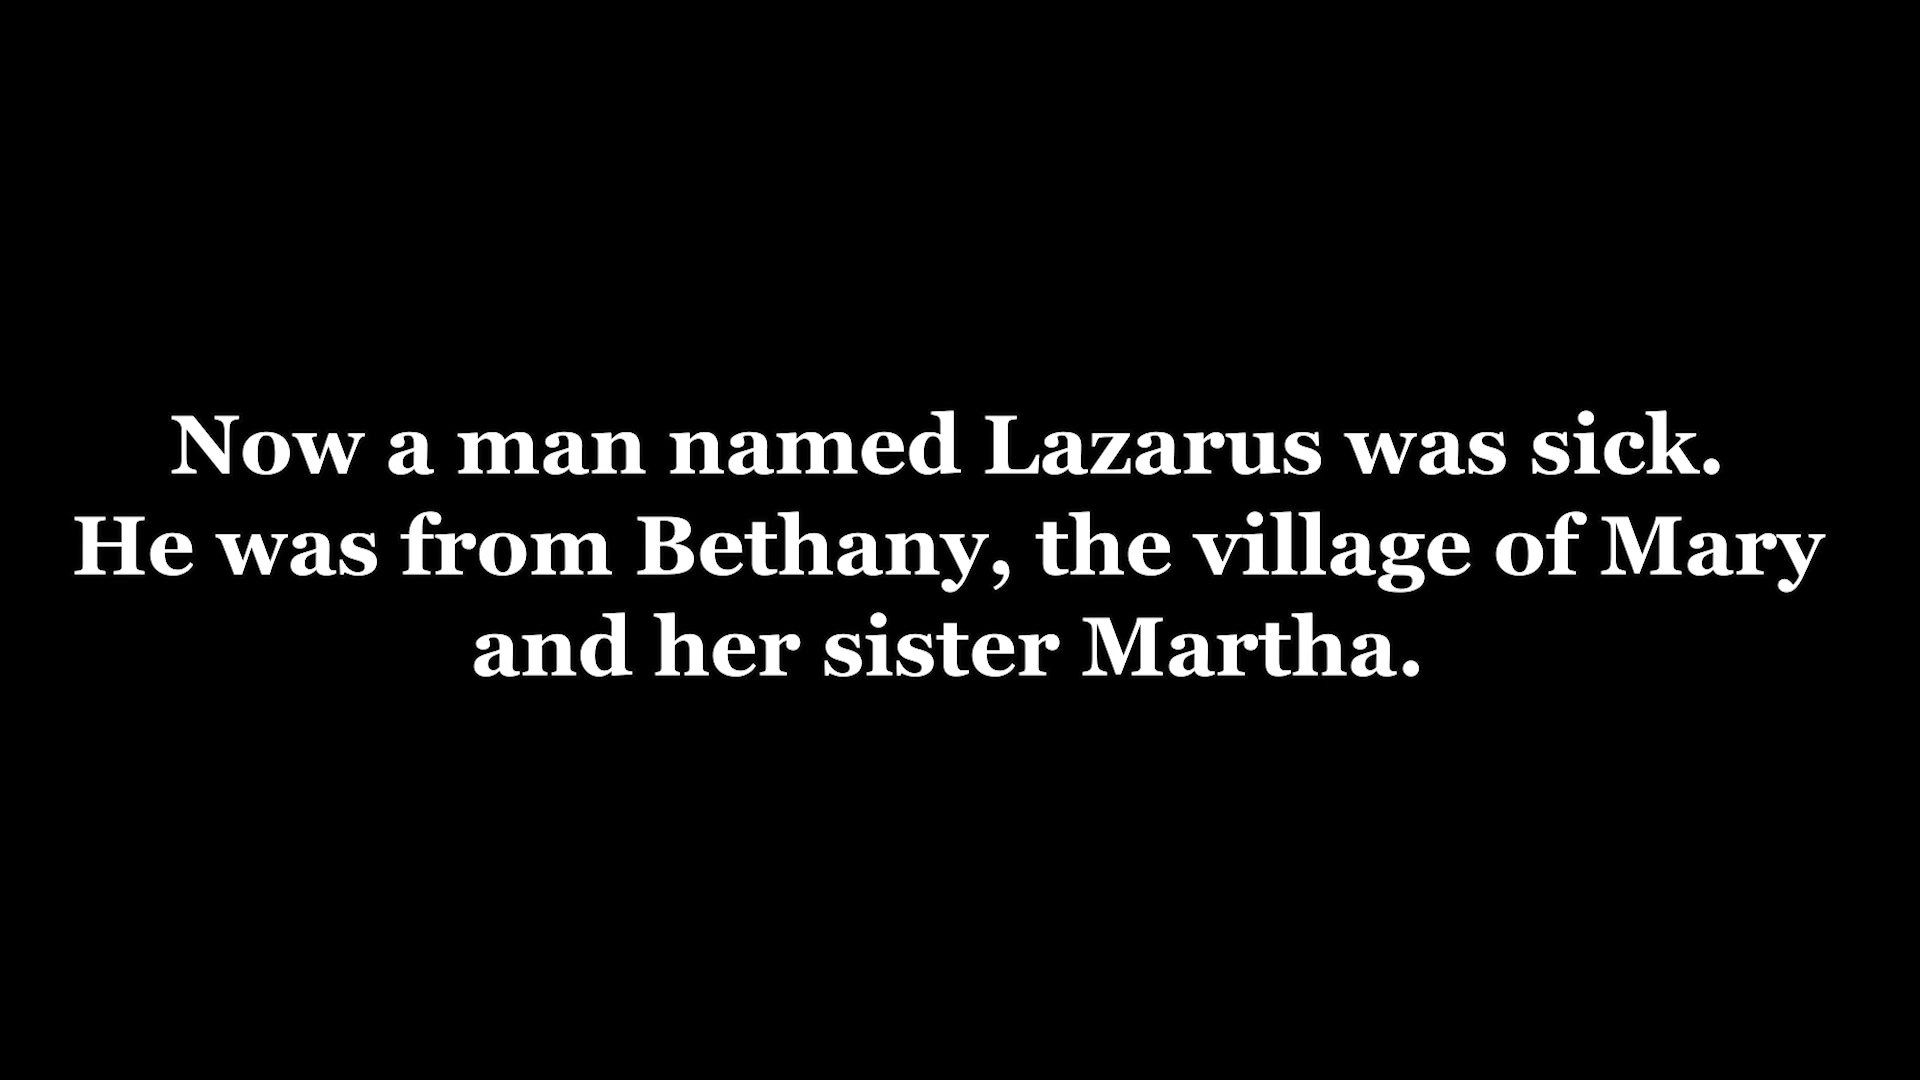 Now a man named Lazarus was sick.
He was from Bethany, the village of Mary
and her sister Martha.